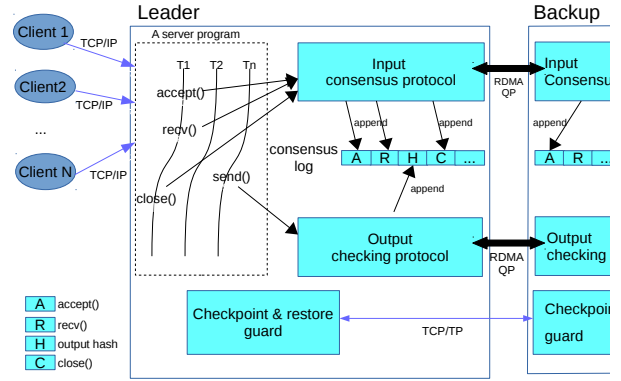 Leader
Backup
Client 1
TCP/IP
A server program
Client2
TCP/IP
...
Client N
TCP/IP
T1 T2 Tn
accept()
recv()
close()
send()
Input
consensus protocol
RDMA
QP
Input
Consensu
append
append
append
append
consensus
log
A R H C ...
A R ...
append
Output
checking protocol
RDMA
QP
Output
checking
Checkpoint & restore
guard
TCP/TP
Checkpoin
guard
A accept()
R recv()
H output hash
C close()